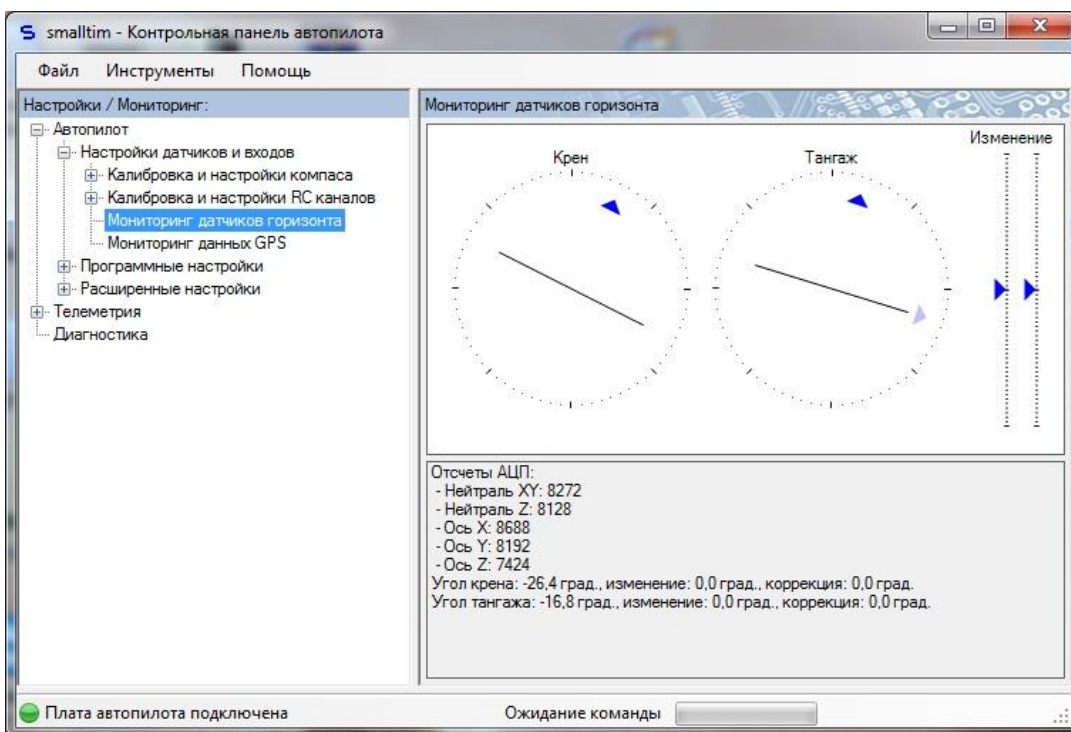 smalltim - Контрольная панель автопилота
Файл Инструменты Помощь
Настройки / Мониторинг:
Автопилот
Настройки датчиков и входов
Калибровка и настройки компаса
Калибровка и настройки RC каналов
Мониторинг датчиков горизонта
Мониторинг данных GPS
Программные настройки
Расширенные настройки
Телеметрия
Диагностика
Мониторинг датчиков горизонта
Изменение
Крен
Тангаж
Отсчеты АЦП:
- Нейтраль XY: 8272
- Нейтраль Z: 8128
- Ось X: 8688
- Ось Y: 8192
- Ось Z: 7424
Угол крена: -26,4 град., изменение: 0,0 град., коррекция: 0,0 град.
Угол тангажа: -16,8 град., изменение: 0,0 град., коррекция: 0,0 град.
Плата автопилота подключена
Ожидание команды